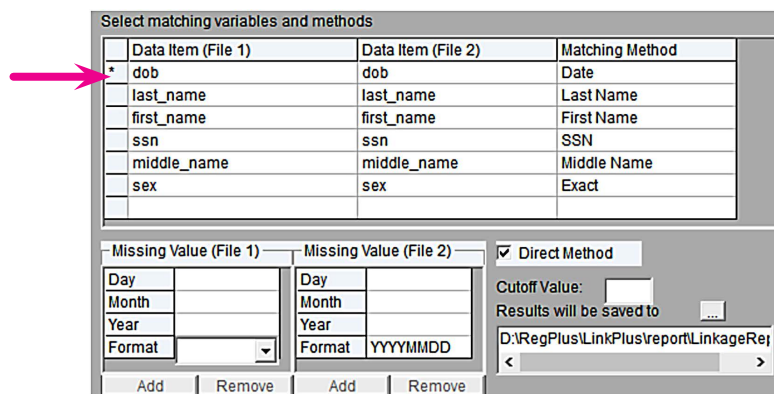 Select matching variables and methods
Data Item (File 1) Data Item (File 2) Matching Method
* dob dob Date
last_name last_name Last Name
first_name first_name First Name
ssn ssn SSN
middle_name middle_name Middle Name
sex sex Exact
Missing Value (File 1) Missing Value (File 2) Direct Method
Day Day
Month Month Cutoff Value:
Year Year Results will be saved to ...
Format Format YYYYMMDD D:\RegPlus\LinkPlus\report\LinkageRep
Add Remove Add Remove